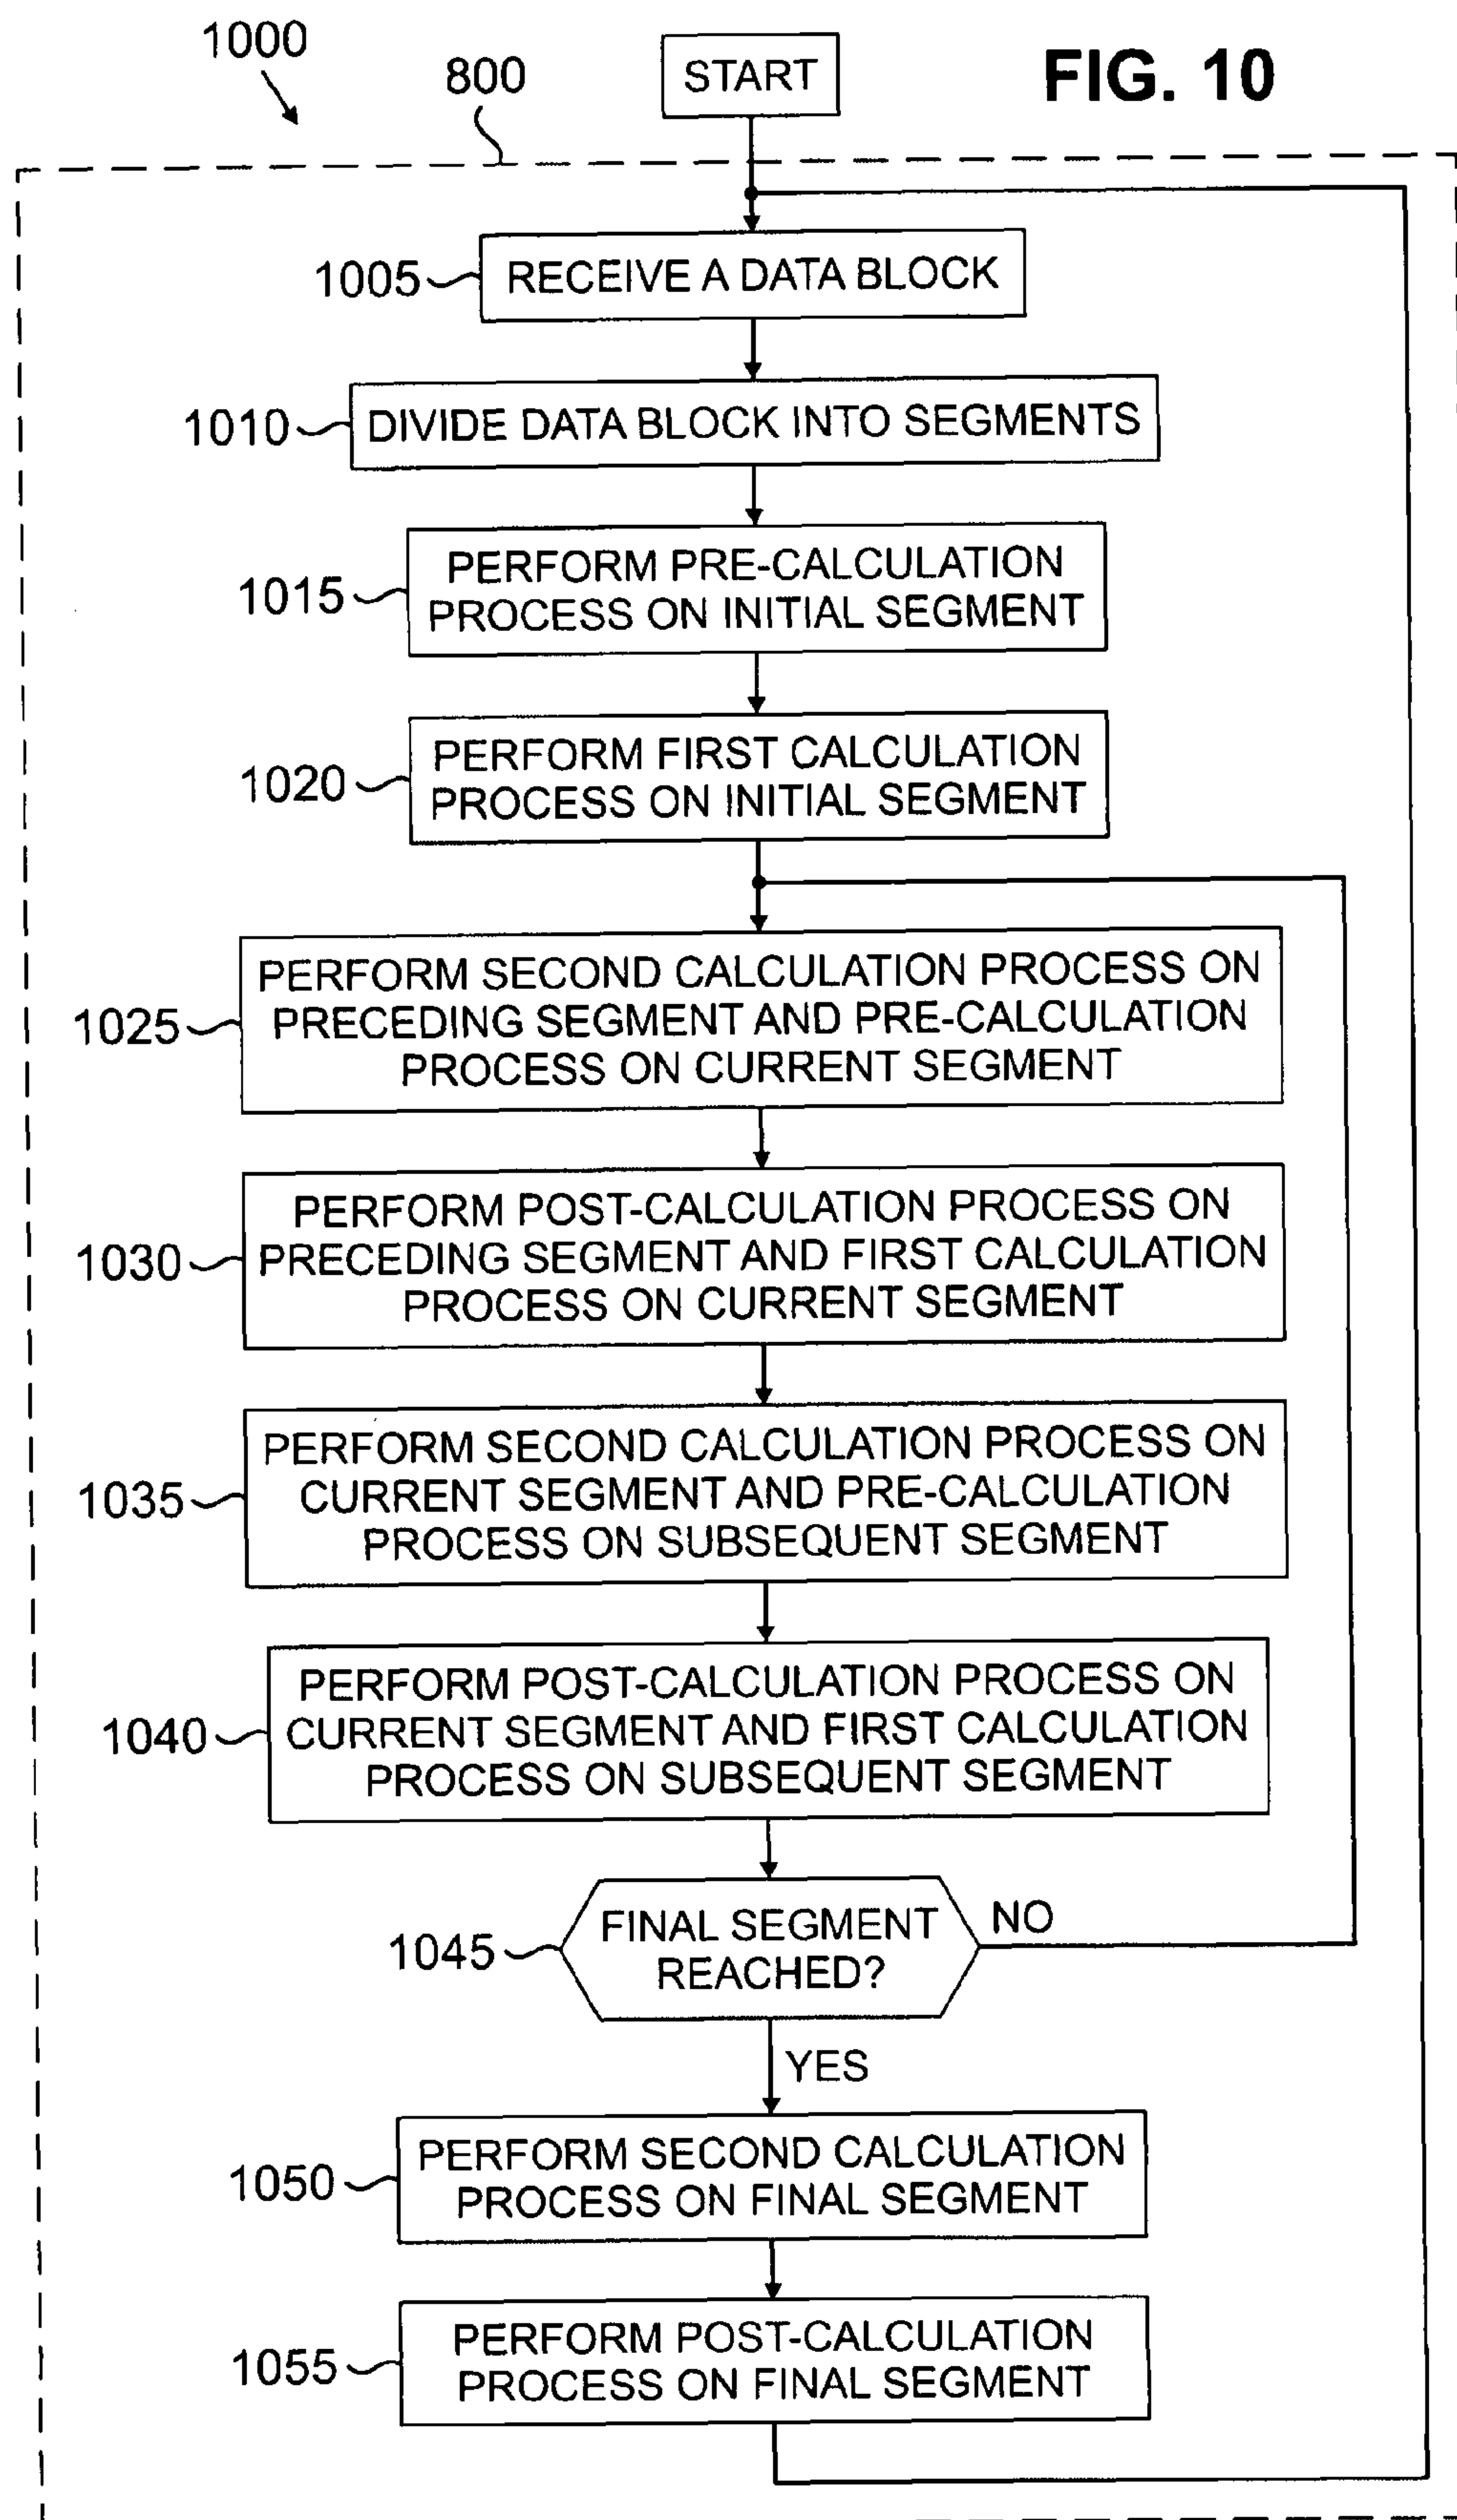 1000
800
START
FIG. 10
1005
RECEIVE A DATA BLOCK
1010
DIVIDE DATA BLOCK INTO SEGMENTS
1015
PERFORM PRE-CALCULATION
PROCESS ON INITIAL SEGMENT
1020
PERFORM FIRST CALCULATION
PROCESS ON INITIAL SEGMENT
1025
PERFORM SECOND CALCULATION PROCESS ON
PRECEDING SEGMENT AND PRE-CALCULATION
PROCESS ON CURRENT SEGMENT
1030
PERFORM POST-CALCULATION PROCESS ON
PRECEDING SEGMENT AND FIRST CALCULATION
PROCESS ON CURRENT SEGMENT
1035
PERFORM SECOND CALCULATION PROCESS ON
CURRENT SEGMENT AND PRE-CALCULATION
PROCESS ON SUBSEQUENT SEGMENT
1040
PERFORM POST-CALCULATION PROCESS ON
CURRENT SEGMENT AND FIRST CALCULATION
PROCESS ON SUBSEQUENT SEGMENT
1045
FINAL SEGMENT
REACHED?
NO
YES
1050
PERFORM SECOND CALCULATION
PROCESS ON FINAL SEGMENT
1055
PERFORM POST-CALCULATION
PROCESS ON FINAL SEGMENT